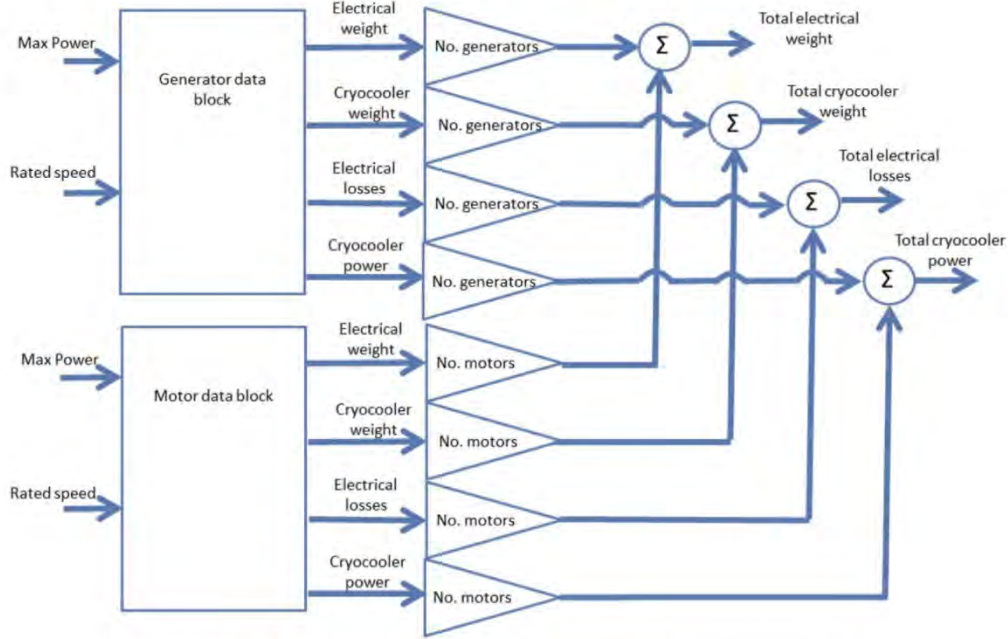 Max Power
Rated speed
Generator data
block
Electrical
weight
Cryocooler
weight
Electrical
losses
Cryocooler
power
No. generators
No. generators
No. generators
No. generators
Σ
Σ
Σ
Σ
Total electrical
weight
Total cryocooler
weight
Total electrical
losses
Total cryocooler
power
Max Power
Rated speed
Motor data block
Electrical
weight
Cryocooler
weight
Electrical
losses
Cryocooler
power
No. motors
No. motors
No. motors
No. motors